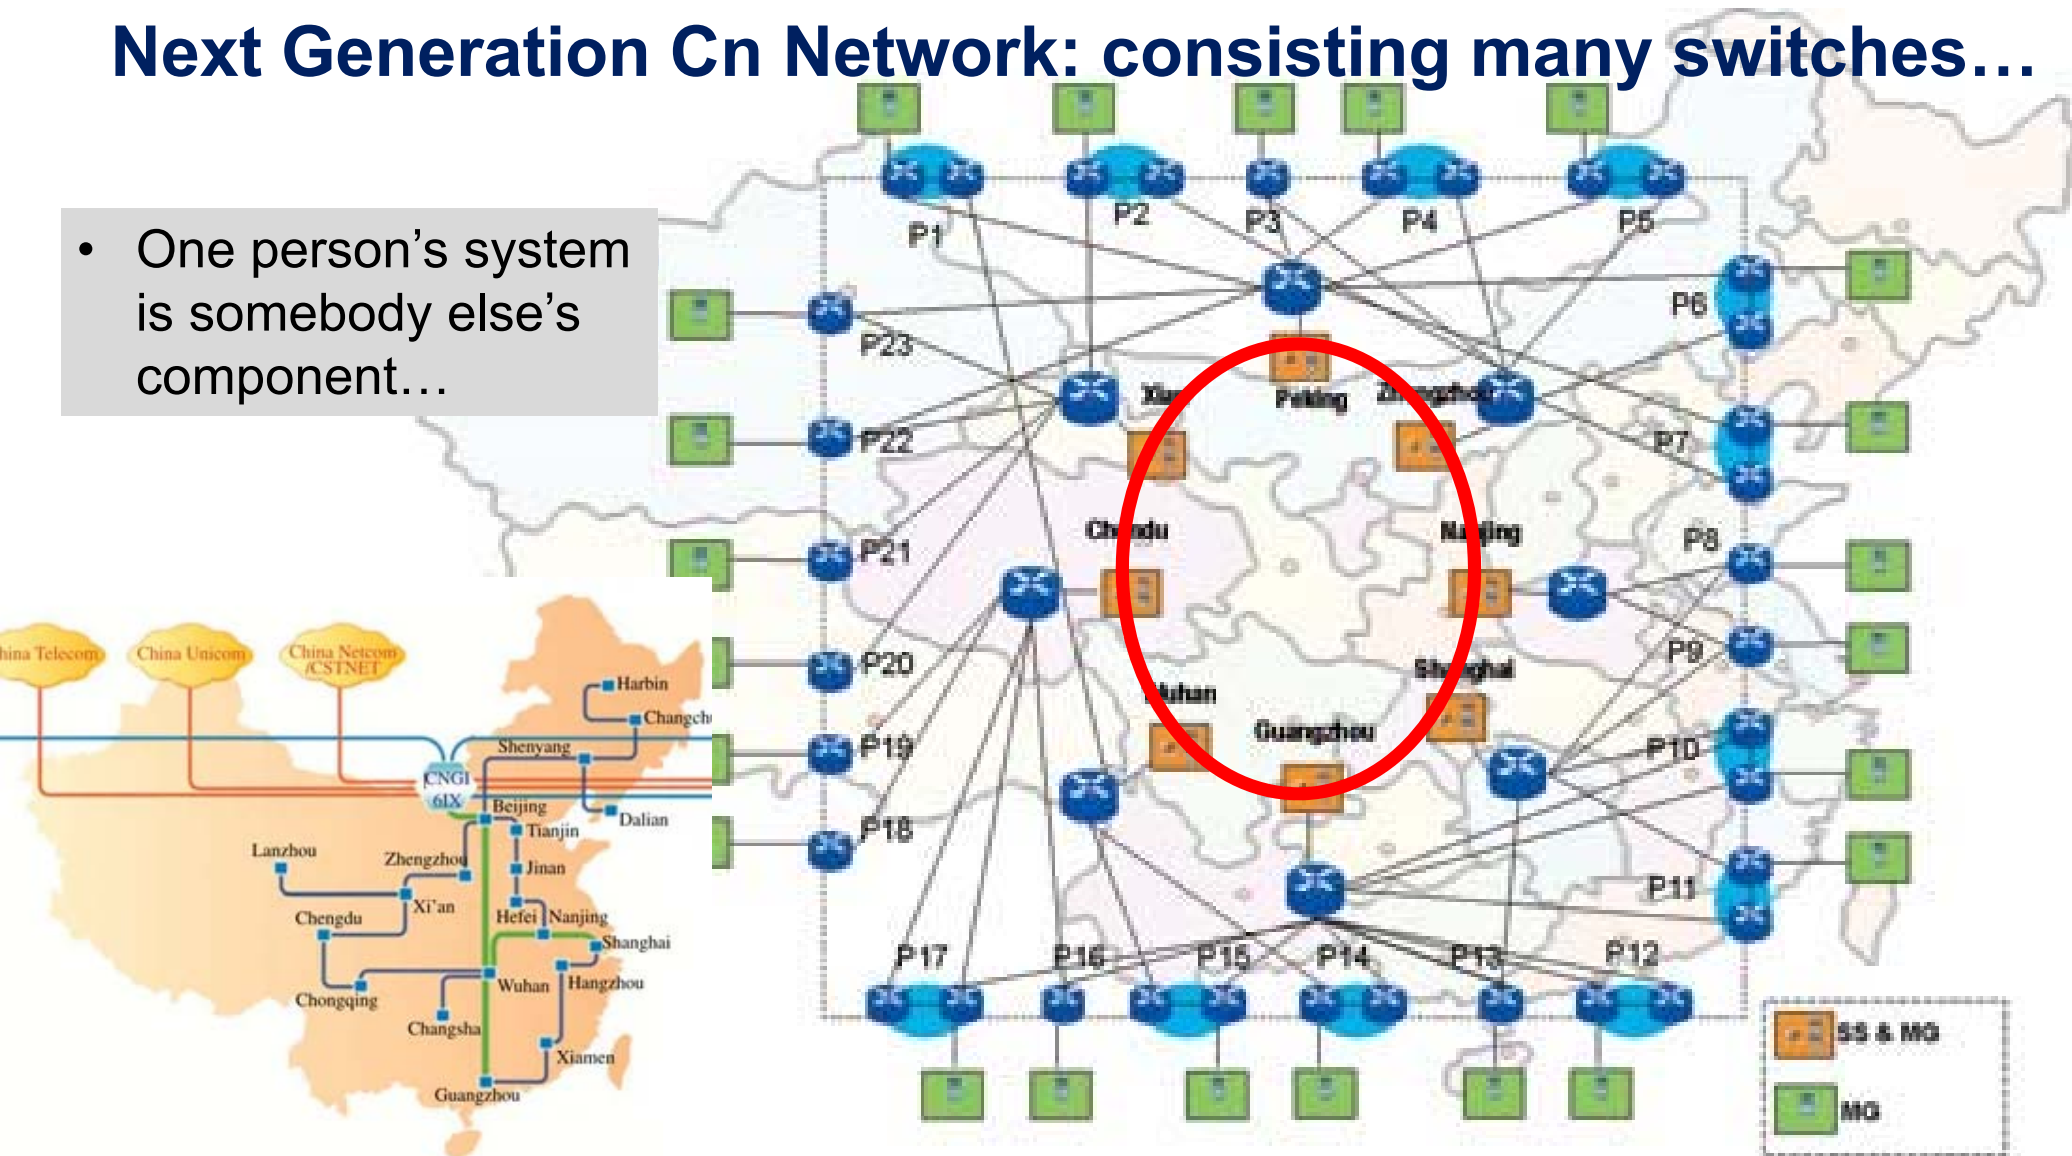 Next Generation Cn Network: consisting many switches…
• One person’s system
is somebody else’s
component…
P1
P2
P3
P4
P5
P6
P7
P8
P9
P10
P11
P12
P13
P14
P15
P16
P17
P18
P19
P20
P21
P22
P23
Peking
Nanjing
Shanghai
Guangzhou
SS & MG
MG
China Unicom
China Netcom
/CSTNET
Telecom
CNGI
6IX
Harbin
Shenyang
Beijing
Dalian
Tianjin
Lanzhou
Zhengzhou
Jinan
Xi’an
Chengdu
Hefei
Nanjing
Shanghai
Wuhan
Hangzhou
Chongqing
Changsha
Xiamen
Guangzhou